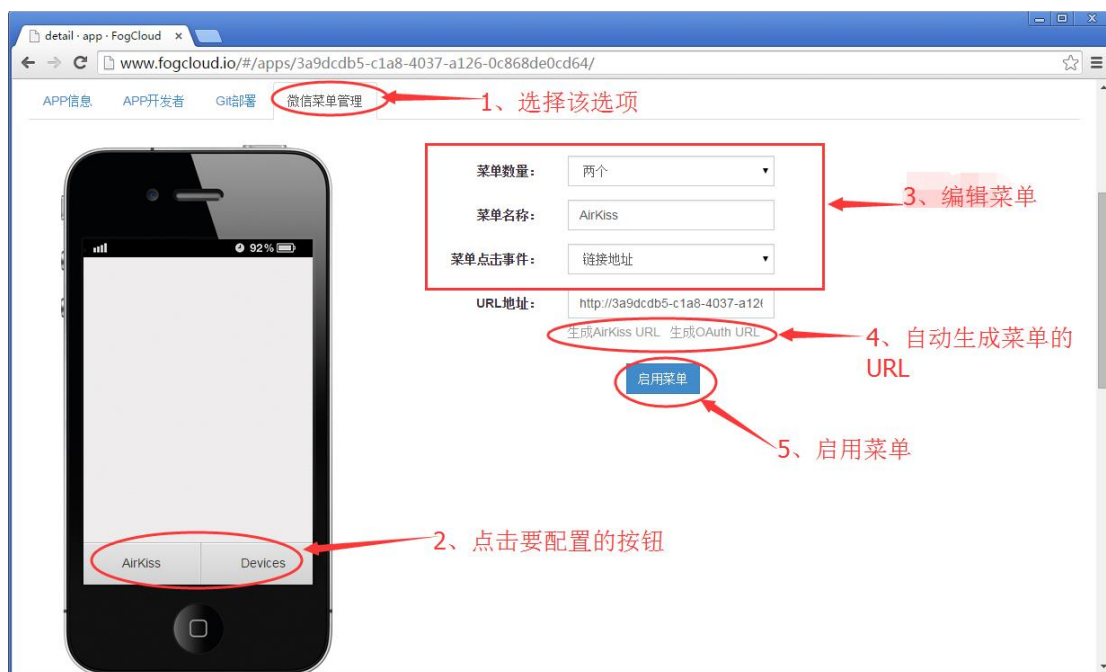 detail · app · FogCloud
www.fogcloud.io/#/apps/3a9dcdb5-c1a8-4037-a126-0c868de0cd64/
APP信息 APP开发者 Git部署 微信菜单管理
1、选择该选项
菜单数量： 两个
菜单名称： AirKiss
3、编辑菜单
92%
菜单点击事件： 链接地址
URL地址： http://3a9dcdb5-c1a8-4037-a126
生成AirKiss URL 生成OAuth URL
4、自动生成菜单的
URL
启用菜单
5、启用菜单
2、点击要配置的按钮
AirKiss Devices